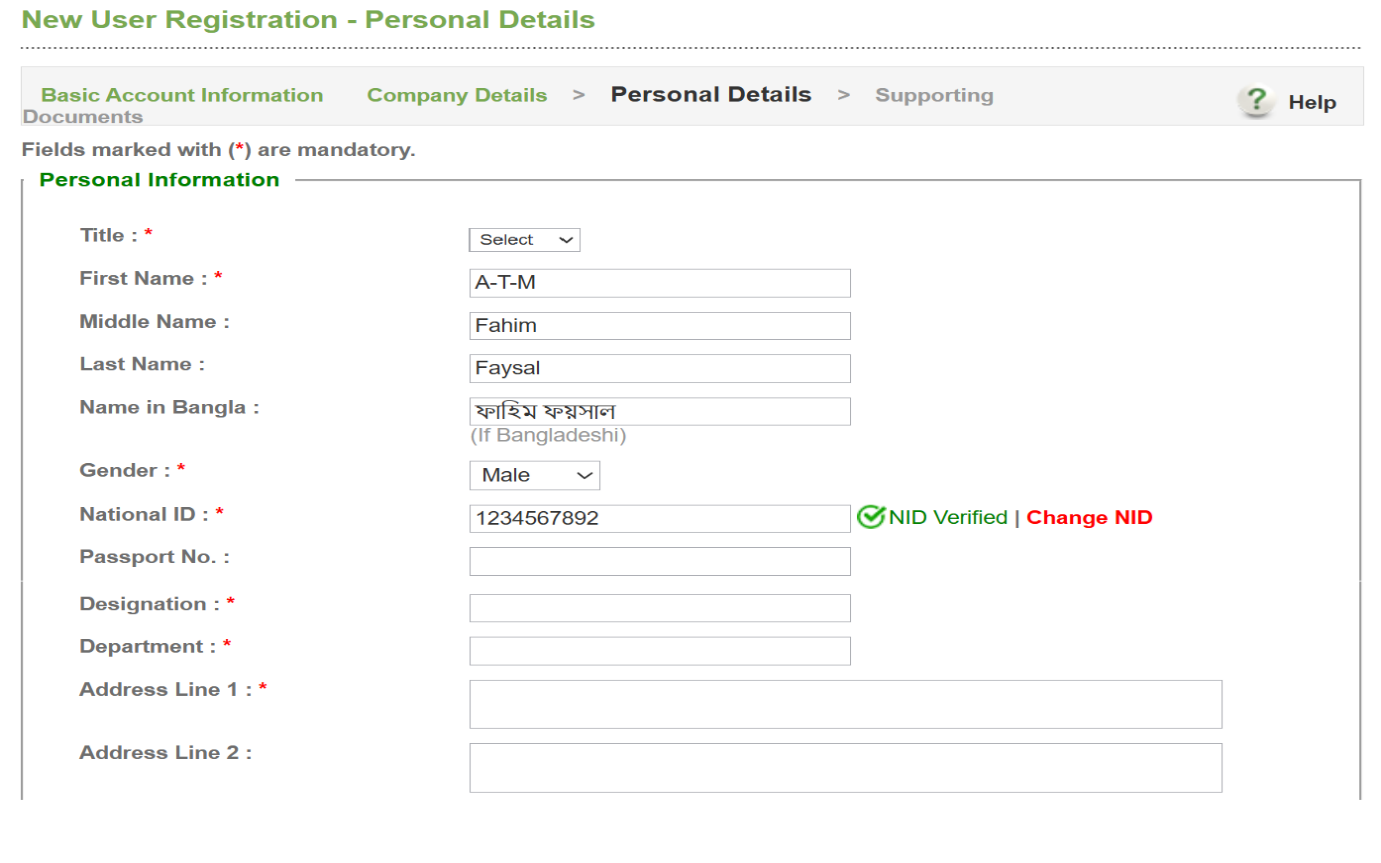 New User Registration - Personal Details
Basic Account Information Company Details > Personal Details > Supporting
Documents
? Help
Fields marked with (*) are mandatory.
Personal Information
Title : * Select
First Name : * A-T-M
Middle Name : Fahim
Last Name : Faysal
Name in Bangla : ফাহিম ফয়সাল
(If Bangladeshi)
Gender : * Male
National ID : * 1234567892 NID Verified | Change NID
Passport No. :
Designation : *
Department : *
Address Line 1 : *
Address Line 2 :